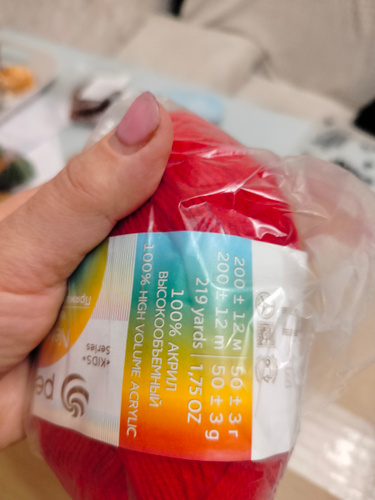 200 ± 12 м | 50 ± 3 г
200 ± 12 m | 50 ± 3 g
219 yards | 1,75 OZ
100% АКРИЛ
ВЫСОКООБЪЕМНЫЙ
100% HIGH VOLUME ACRYLIC
*KIDS*
Series
pe